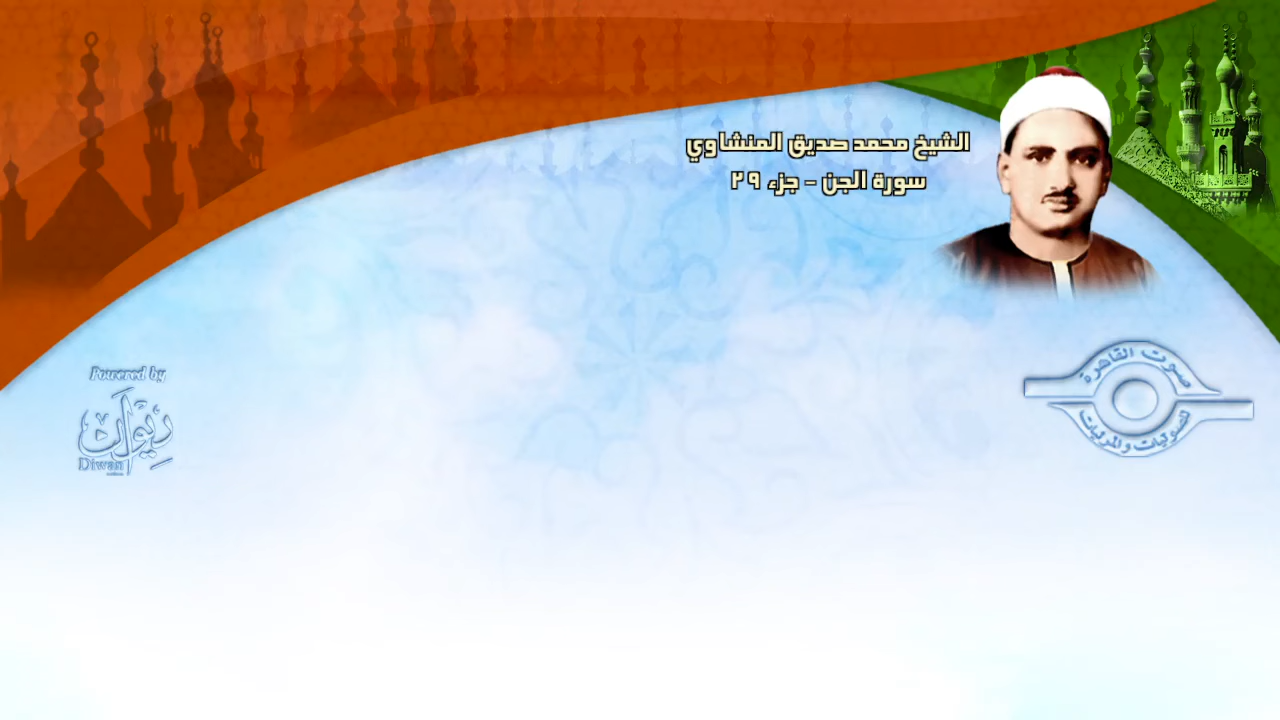 الشيخ محمد صديق المنشاوي
سورة الجن - جزء ٢٩
صوت القاهرة
للصوتيات والمرئيات
Powered by
ديوان
Diwan